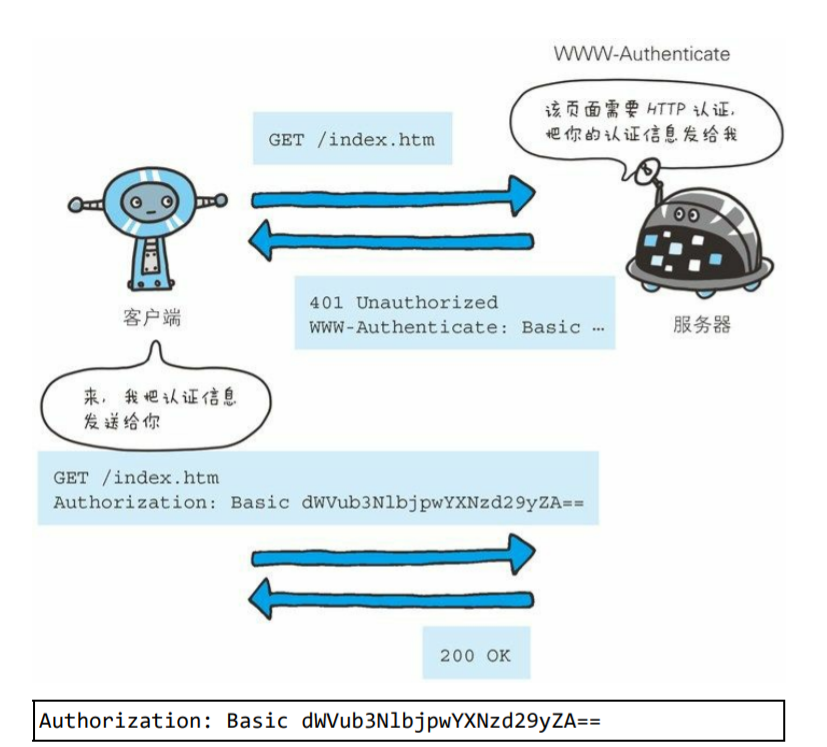 WWW-Authenticate
该页面需要 HTTP 认证,
把你的认证信息发给我
GET /index.htm
401 Unauthorized
WWW-Authenticate: Basic …
客户端
服务器
来, 我把认证信息
发送给你
GET /index.htm
Authorization: Basic dWVub3NlbjpwYXNzd29yZA==
200 OK
Authorization: Basic dWVub3NlbjpwYXNzd29yZA==